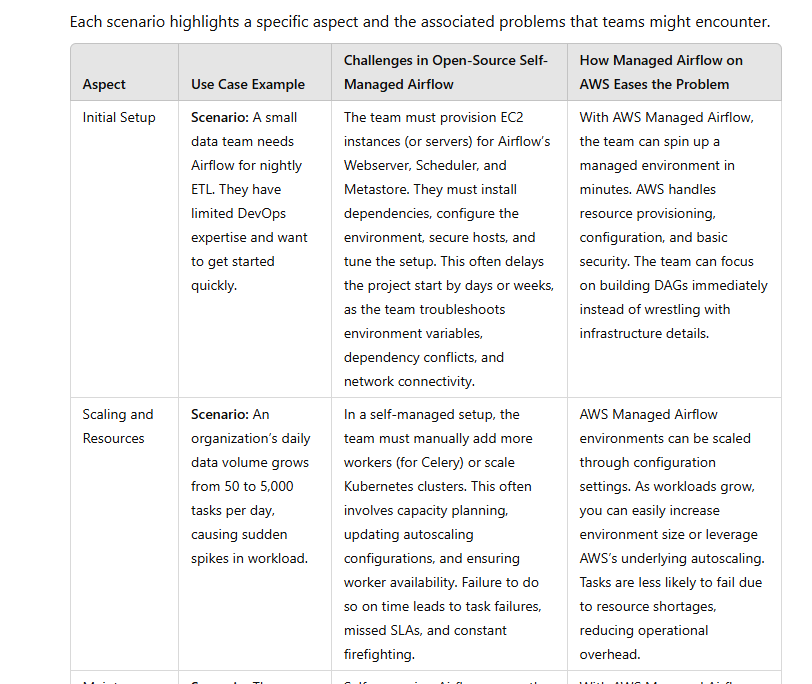 Each scenario highlights a specific aspect and the associated problems that teams might encounter.
Aspect
Use Case Example
Challenges in Open-Source Self-
Managed Airflow
How Managed Airflow on
AWS Eases the Problem
Initial Setup
Scenario: A small
data team needs
Airflow for nightly
ETL. They have
limited DevOps
expertise and want
to get started
quickly.
The team must provision EC2
instances (or servers) for Airflow’s
Webserver, Scheduler, and
Metastore. They must install
dependencies, configure the
environment, secure hosts, and
tune the setup. This often delays
the project start by days or weeks,
as the team troubleshoots
environment variables,
dependency conflicts, and
network connectivity.
With AWS Managed Airflow,
the team can spin up a
managed environment in
minutes. AWS handles
resource provisioning,
configuration, and basic
security. The team can focus
on building DAGs immediately
instead of wrestling with
infrastructure details.
Scaling and
Resources
Scenario: An
organization’s daily
data volume grows
from 50 to 5,000
tasks per day,
causing sudden
spikes in workload.
In a self-managed setup, the
team must manually add more
workers (for Celery) or scale
Kubernetes clusters. This often
involves capacity planning,
updating autoscaling
configurations, and ensuring
worker availability. Failure to do
so on time leads to task failures,
missed SLAs, and constant
firefighting.
AWS Managed Airflow
environments can be scaled
through configuration
settings. As workloads grow,
you can easily increase
environment size or leverage
AWS’s underlying autoscaling.
Tasks are less likely to fail due
to resource shortages,
reducing operational
overhead.